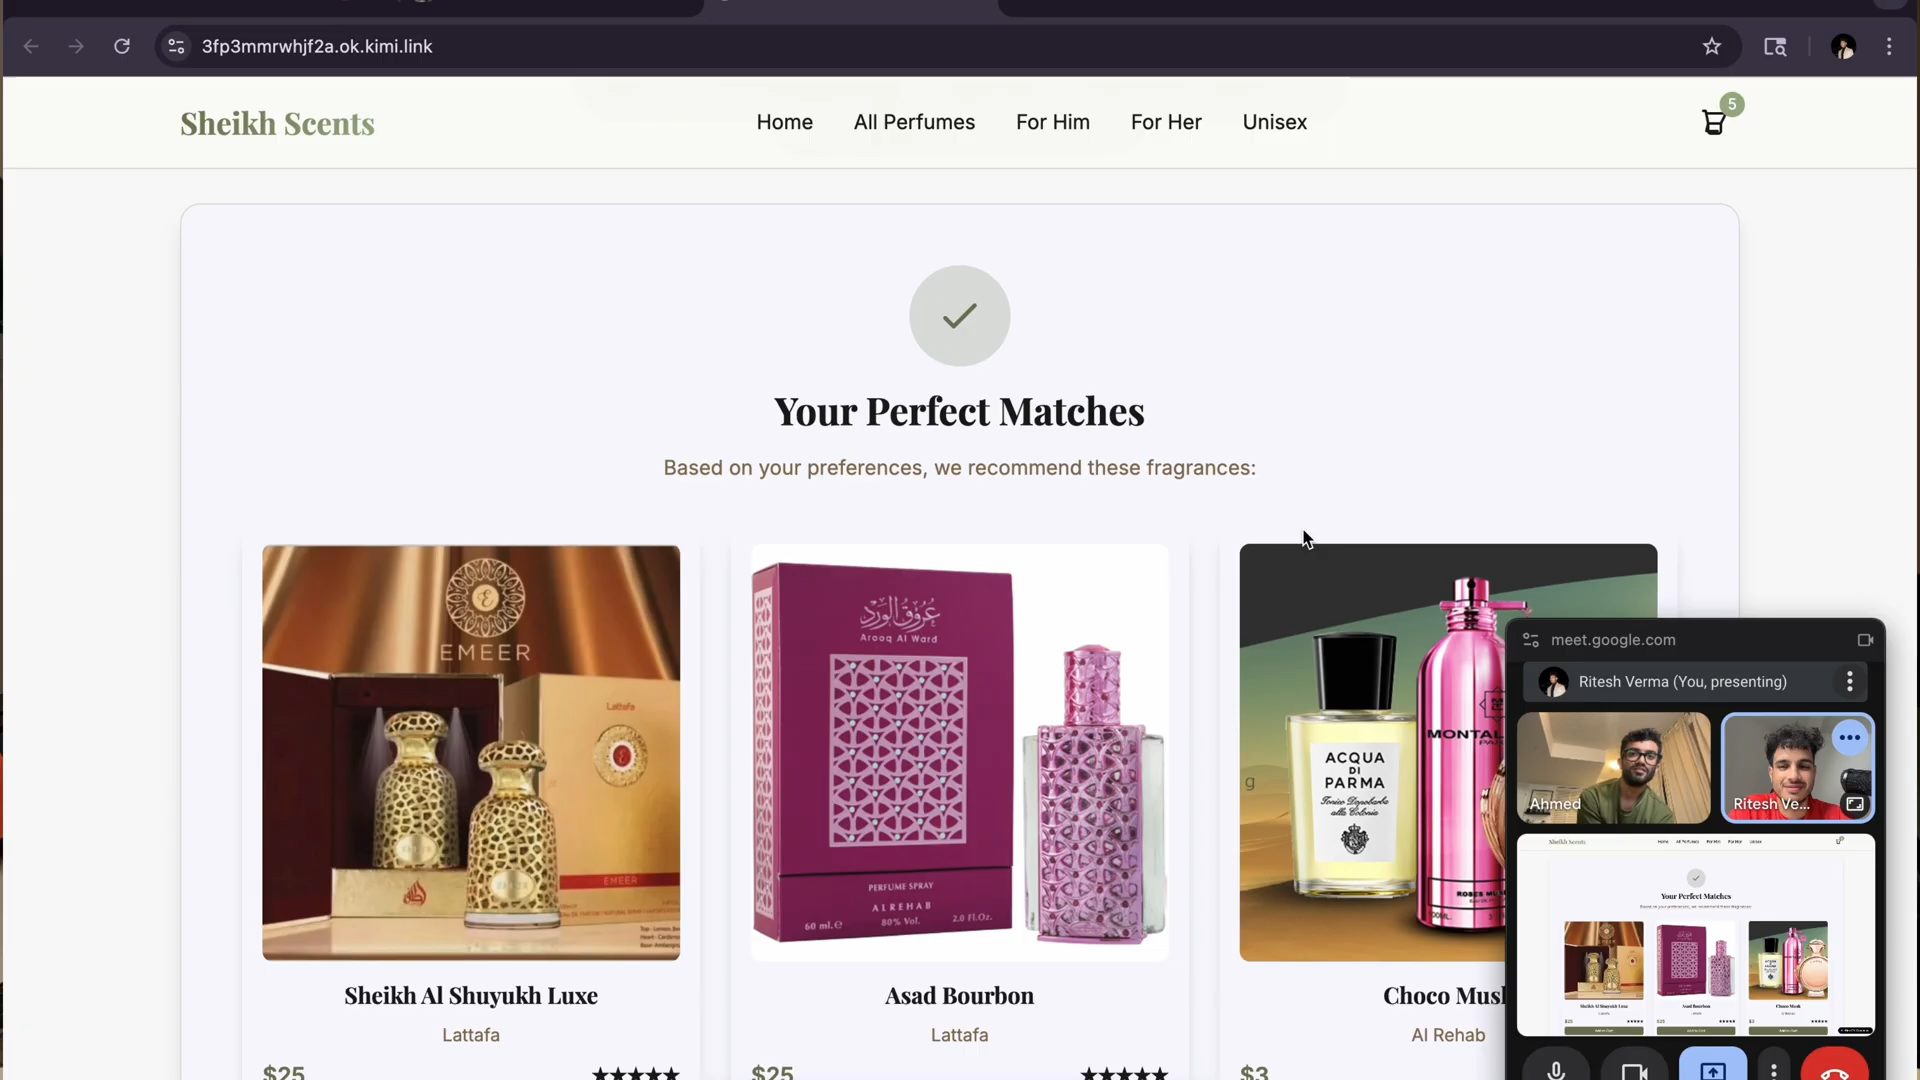 3fp3mmrwhjf2a.ok.kimi.link
Sheikh Scents
Home
All Perfumes
For Him
For Her
Unisex
5
Your Perfect Matches
Based on your preferences, we recommend these fragrances:
EMEER
Lattafa
EMEER
عروق الورد
Arooq Al Ward
PERFUME SPRAY
ALREHAB
60 ml.e
80% Vol.
2.0 Fl.Oz.
ACQUA
DI
PARMA
MONTAL
ROSES MUS
g
Sheikh Al Shuyukh Luxe
Lattafa
$25
★★★★★
Asad Bourbon
Lattafa
$25
★★★★★
Choco Musk
Al Rehab
$3
meet.google.com
Ritesh Verma (You, presenting)
Ahmed
Ritesh Ve...
Sheikh Scents
Your Perfect Matches